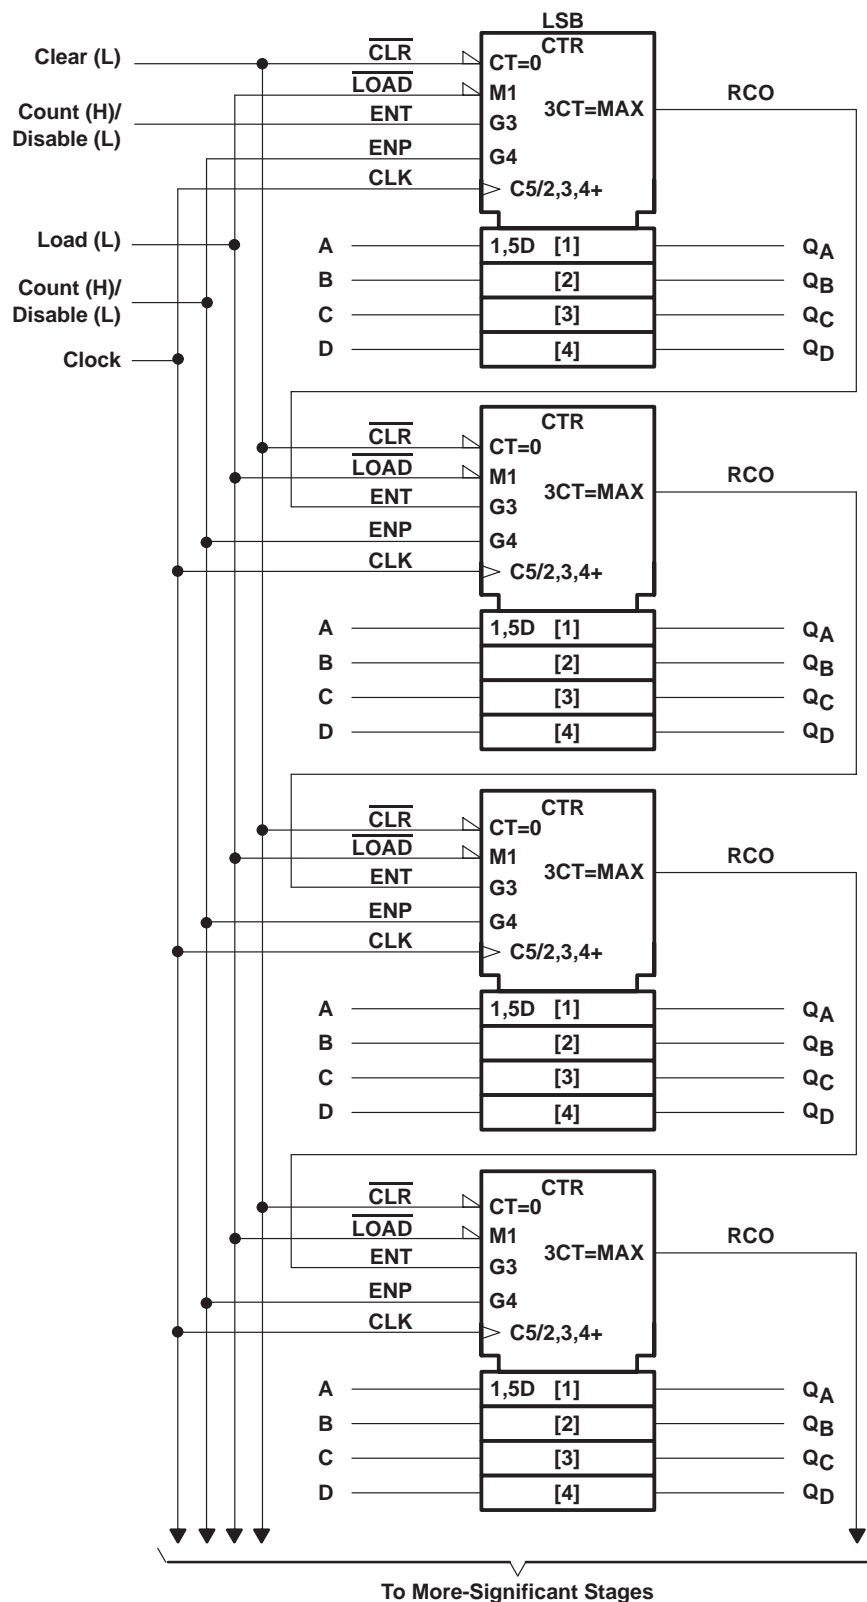 LSB
CTR
Clear (L)
CLR
CT=0
LOAD
M1
3CT=MAX
RCO
Count (H)/
Disable (L)
ENT
G3
ENP
G4
CLK
C5/2,3,4+
Load (L)
A
1,5D [1]
QA
Count (H)/
Disable (L)
B
[2]
QB
C
[3]
QC
Clock
D
[4]
QD
CTR
CLR
CT=0
LOAD
M1
3CT=MAX
RCO
ENT
G3
ENP
G4
CLK
C5/2,3,4+
A
1,5D [1]
QA
B
[2]
QB
C
[3]
QC
D
[4]
QD
CTR
CLR
CT=0
LOAD
M1
3CT=MAX
RCO
ENT
G3
ENP
G4
CLK
C5/2,3,4+
A
1,5D [1]
QA
B
[2]
QB
C
[3]
QC
D
[4]
QD
CTR
CLR
CT=0
LOAD
M1
3CT=MAX
RCO
ENT
G3
ENP
G4
CLK
C5/2,3,4+
A
1,5D [1]
QA
B
[2]
QB
C
[3]
QC
D
[4]
QD
To More-Significant Stages